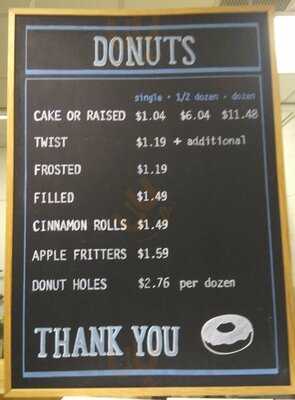 DONUTS
single · 1/2 dozen · dozen
CAKE OR RAISED $1.04 $6.04 $11.48
TWIST $1.19 + additional
FROSTED $1.19
FILLED $1.49
CINNAMON ROLLS $1.49
APPLE FRITTERS $1.59
DONUT HOLES $2.76 per dozen
THANK YOU